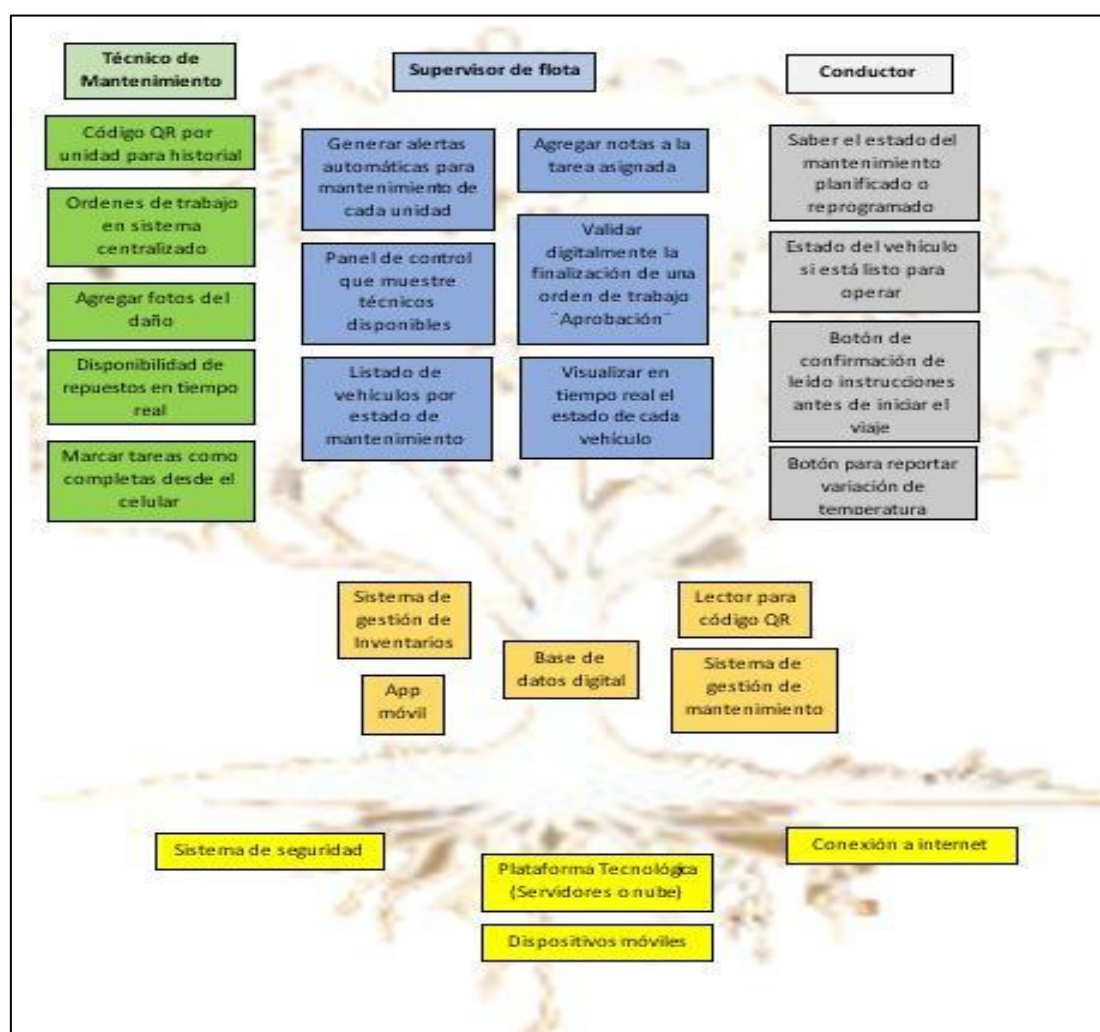 Técnico de
Mantenimiento
Código QR por
unidad para historial
Ordenes de trabajo
en sistema
centralizado
Agregar fotos del
daño
Disponibilidad de
repuestos en tiempo
real
Marcar tareas como
completas desde el
celular
Supervisor de flota
Generar alertas
automáticas para
mantenimiento de
cada unidad
Panel de control
que muestre
técnicos
disponibles
Listado de
vehículos por
estado de
mantenimiento
Agregar notas a la
tarea asignada
Validar
digitalmente la
finalización de una
orden de trabajo
¨Aprobación¨
Visualizar en
tiempo real el
estado de cada
vehículo
Conductor
Saber el estado del
mantenimiento
planificado o
reprogramado
Estado del vehículo
si está listo para
operar
Botón de
confirmación de
leído instrucciones
antes de iniciar el
viaje
Botón para reportar
variación de
temperatura
Sistema de
gestión de
Inventarios
App
móvil
Base de
datos digital
Lector para
código QR
Sistema de
gestión de
mantenimiento
Sistema de seguridad
Plataforma Tecnológica
(Servidores o nube)
Dispositivos móviles
Conexión a internet